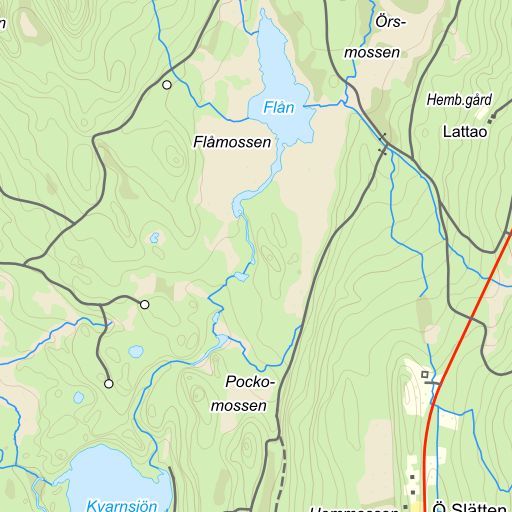 Örs-
mossen
Flån
Hemb.gård
Lattao
Flåmossen
Pocko-
mossen
Kvarnsjön
Ö Slätten